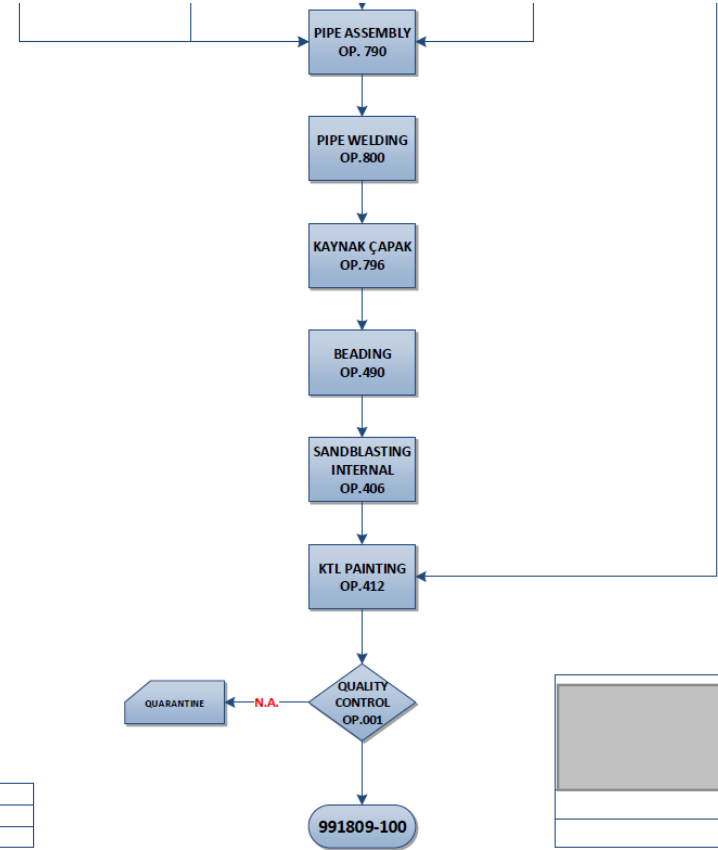 PIPE ASSEMBLY
OP. 790
PIPE WELDING
OP.800
KAYNAK ÇAPAK
OP.796
BEADING
OP.490
SANDBLASTING
INTERNAL
OP.406
KTL PAINTING
OP.412
QUALITY
CONTROL
OP.001
N.A.
QUARANTINE
991809-100